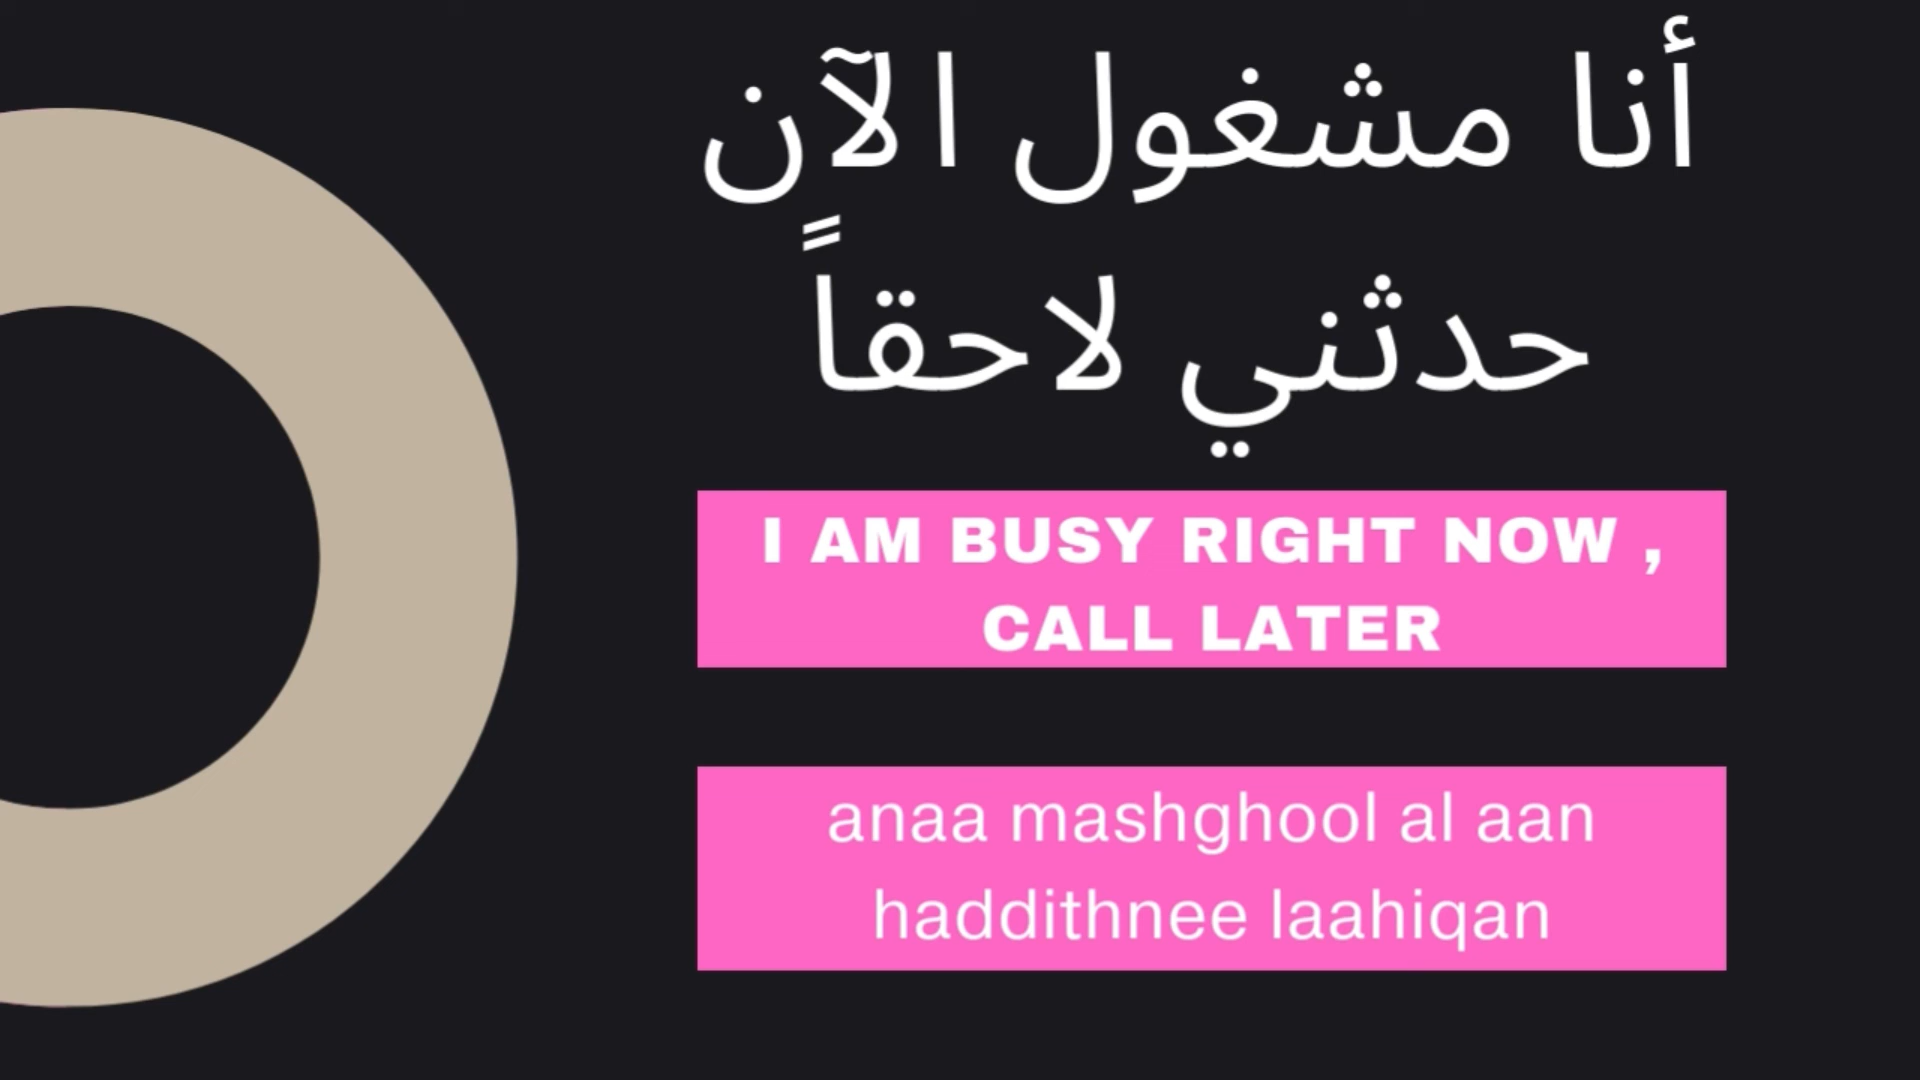 أنا مشغول الآن
حدثني لاحقاً
I AM BUSY RIGHT NOW ,
CALL LATER
anaa mashghool al aan
haddithnee laahiqan